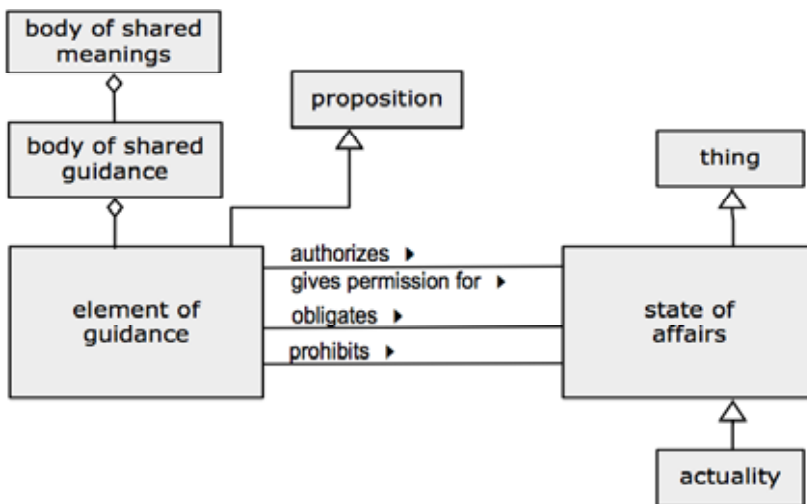 body of shared
meanings
proposition
body of shared
guidance
thing
authorizes ▸
gives permission for ▸
element of
guidance
obligates ▸
prohibits ▸
state of
affairs
actuality